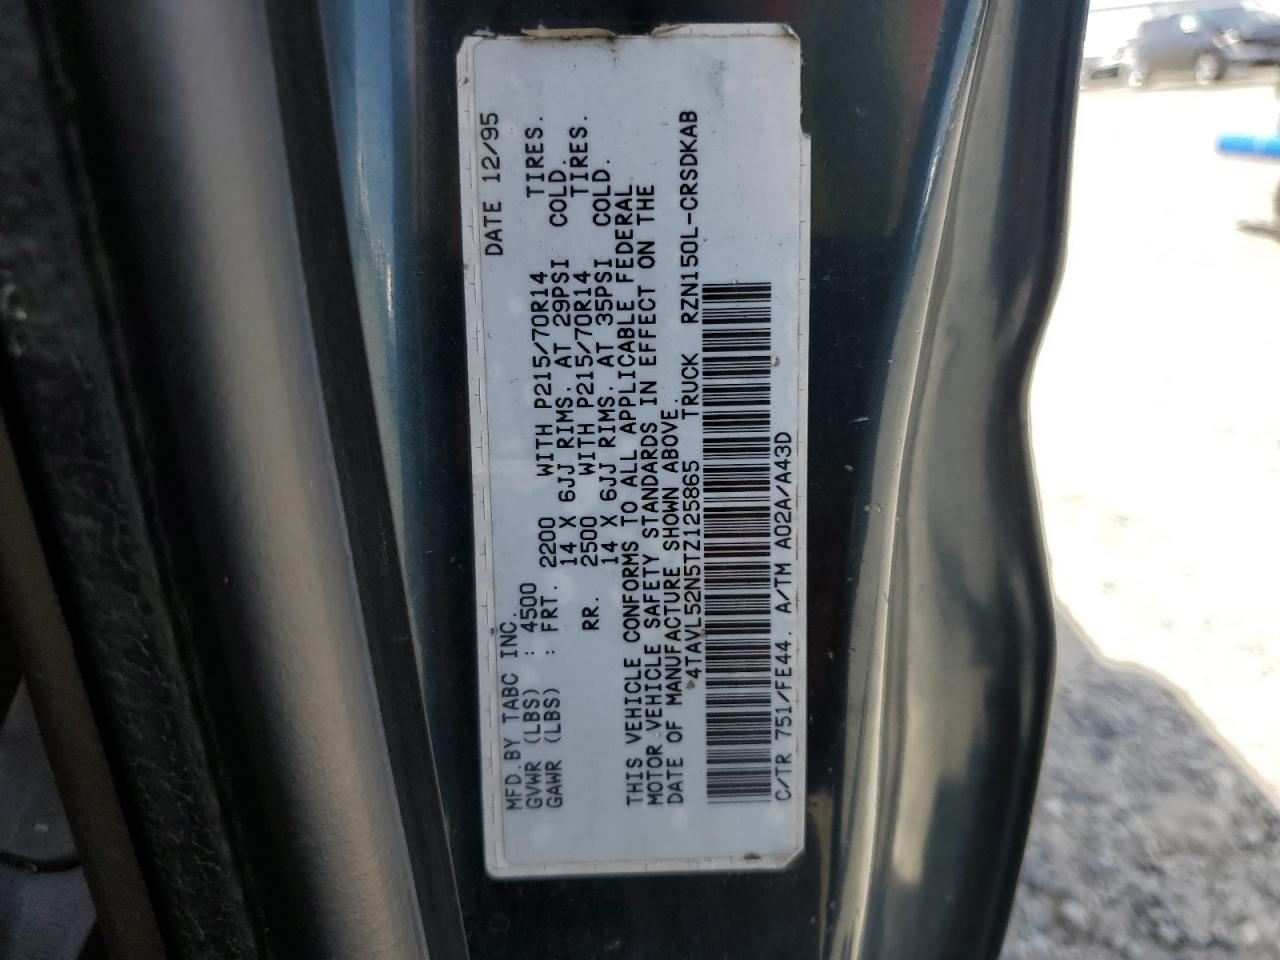 DATE 12/95
MFD.BY TABC INC.
GVWR (LBS) : 4500
GAWR (LBS) : FRT. 2200 WITH P215/70R14 TIRES.
14 X 6JJ RIMS. AT 29PSI COLD.
RR. 2500 WITH P215/70R14 TIRES.
14 X 6JJ RIMS. AT 35PSI COLD.
THIS VEHICLE CONFORMS TO ALL APPLICABLE FEDERAL
MOTOR VEHICLE SAFETY STANDARDS IN EFFECT ON THE
DATE OF MANUFACTURE SHOWN ABOVE.
4TAVL52N5TZ125865 TRUCK RZN150L-CRSDKAB
C/TR 751/FE44. A/TM A02A/A43D